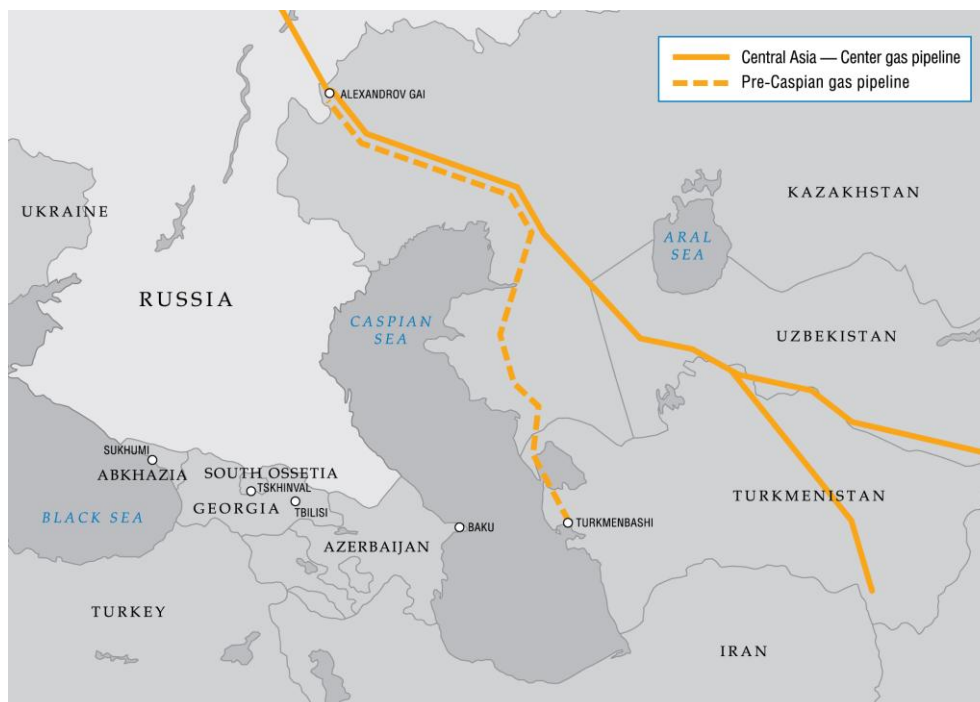 Central Asia — Center gas pipeline
Pre-Caspian gas pipeline
ALEXANDROV GAI
KAZAKHSTAN
UKRAINE
ARAL
SEA
RUSSIA
CASPIAN
SEA
UZBEKISTAN
SUKHUMI
ABKHAZIA
SOUTH OSSETIA
TSKHINVAL
GEORGIA
TBILISI
TURKMENISTAN
BLACK SEA
BAKU
TURKMENBASHI
AZERBAIJAN
TURKEY
IRAN